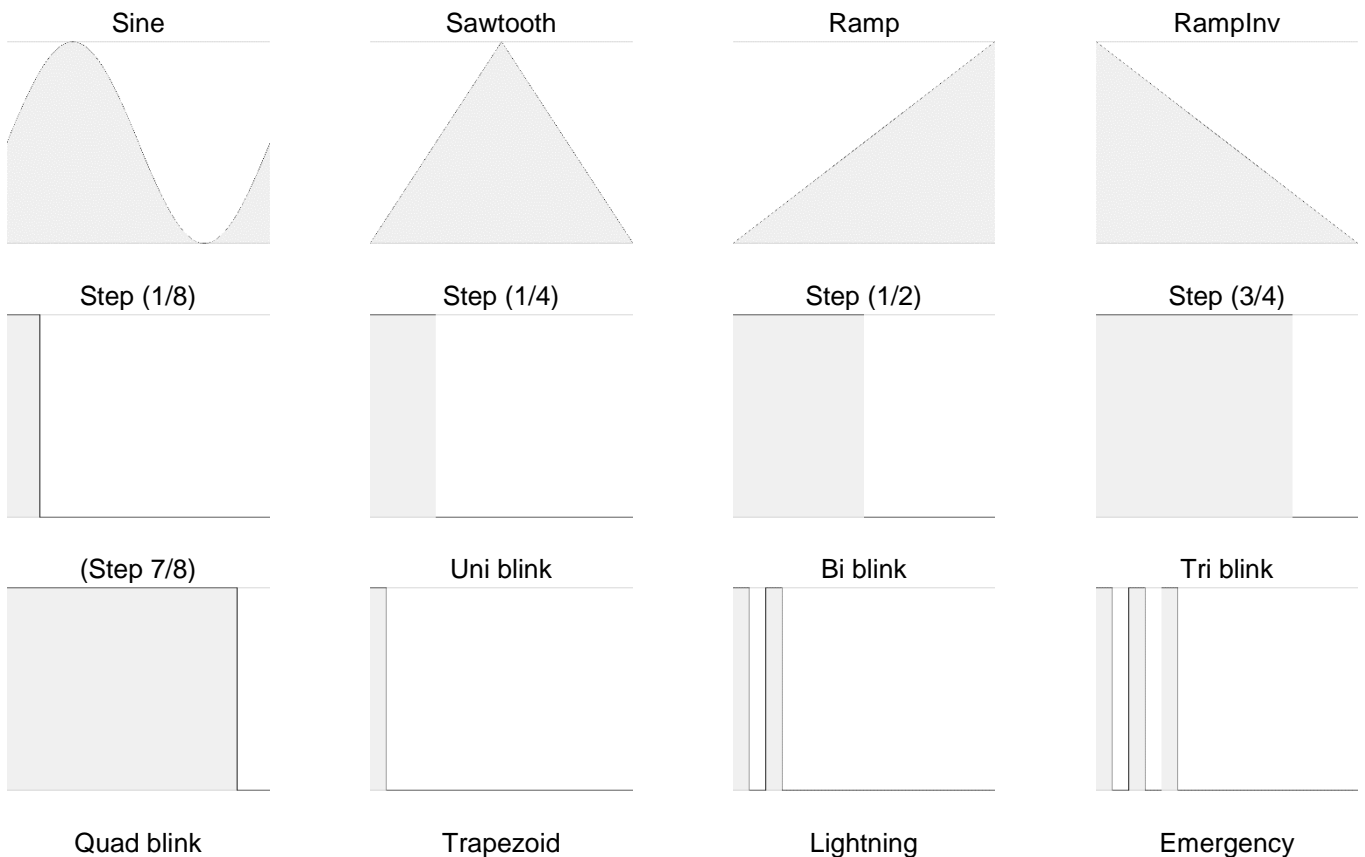 Sine
Sawtooth
Ramp
RampInv
Step (1/8)
Step (1/4)
Step (1/2)
Step (3/4)
(Step 7/8)
Uni blink
Bi blink
Tri blink
Quad blink
Trapezoid
Lightning
Emergency